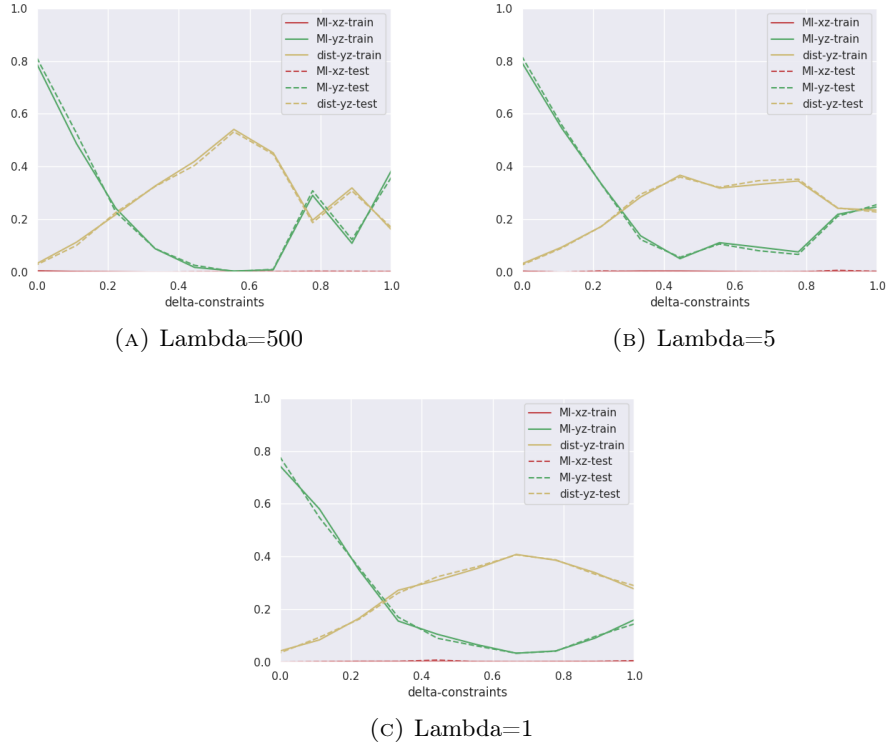 1.0
0.8
0.6
0.4
0.2
0.0
MI-xz-train
MI-yz-train
dist-yz-train
MI-xz-test
MI-yz-test
dist-yz-test
0.0 0.2 0.4 0.6 0.8 1.0
delta-constraints
(A) Lambda=500
1.0
0.8
0.6
0.4
0.2
0.0
MI-xz-train
MI-yz-train
dist-yz-train
MI-xz-test
MI-yz-test
dist-yz-test
0.0 0.2 0.4 0.6 0.8 1.0
delta-constraints
(B) Lambda=5
1.0
0.8
0.6
0.4
0.2
0.0
MI-xz-train
MI-yz-train
dist-yz-train
MI-xz-test
MI-yz-test
dist-yz-test
0.0 0.2 0.4 0.6 0.8 1.0
delta-constraints
(C) Lambda=1